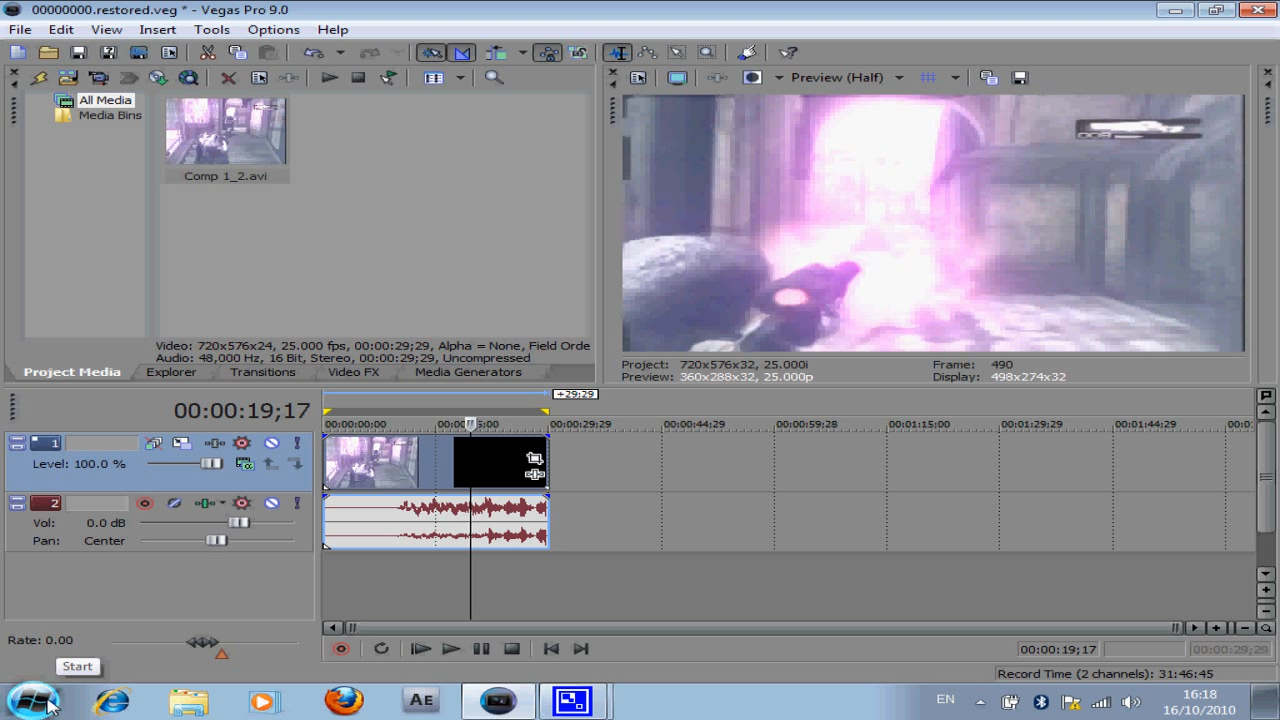 00000000.restored.veg * - Vegas Pro 9.0
File Edit View Insert Tools Options Help
Preview (Half)
All Media
Media Bins
Comp 1_2.avi
Video: 720x576x24, 25.000 fps, 00:00:29;29, Alpha = None, Field Orde
Audio: 48,000 Hz, 16 Bit, Stereo, 00:00:29;29, Uncompressed
Project Media Explorer Transitions Video FX Media Generators
Project: 720x576x32, 25.000i
Preview: 360x288x32, 25.000p
Frame: 490
Display: 498x274x32
00:00:19;17
+29;29
00:00:00;00 00:00:15;00 00:00:29;29 00:00:44;29 00:00:59;28 00:01:15;00 00:01:29;29 00:01:44;29 00:0
1
Level: 100.0 %
2
Vol: 0.0 dB
Pan: Center
Rate: 0.00
00:00:19;17
00:00:29;29
Record Time (2 channels): 31:46:45
Start
AE
EN
16:18
16/10/2010